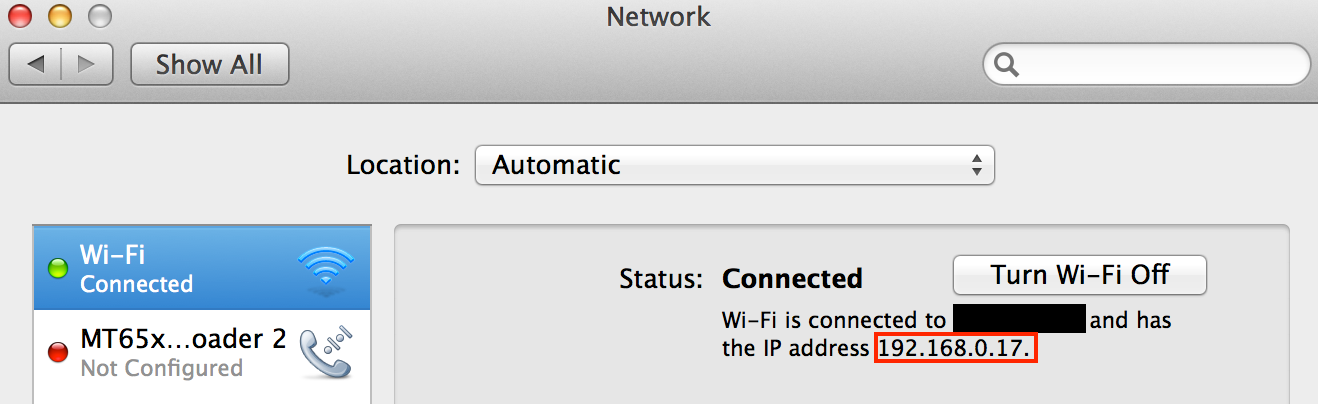 Network
Show All
Location: Automatic
Wi-Fi
Connected
MT65x...oader 2
Not Configured
Status: Connected Turn Wi-Fi Off
Wi-Fi is connected to and has
the IP address 192.168.0.17.